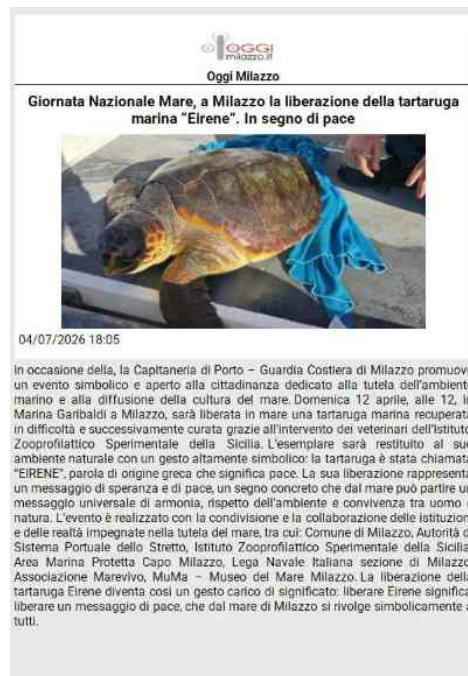 OGGI
milazzo.it
Oggi Milazzo
Giornata Nazionale Mare, a Milazzo la liberazione della tartaruga
marina “Eirene”. In segno di pace
04/07/2026 18:05
In occasione della, la Capitaneria di Porto – Guardia Costiera di Milazzo promuove
un evento simbolico e aperto alla cittadinanza dedicato alla tutela dell'ambiente
marino e alla diffusione della cultura del mare. Domenica 12 aprile, alle 12, i
Marina Garibaldi a Milazzo, sarà liberata in mare una tartaruga marina recuperata
in difficoltà e successivamente curata grazie all'intervento dei veterinari dell'Istituto
Zooprofilattico Sperimentale della Sicilia. L'esemplare sarà restituito al su
ambiente naturale con un gesto altamente simbolico: la tartaruga è stata chiamata
“EIRENE”, parola di origine greca che significa pace. La sua liberazione rappresenta
un messaggio di speranza e di pace, un segno concreto che dal mare può partire u
messaggio universale di armonia, rispetto dell'ambiente e convivenza tra uomo
natura. L'evento è realizzato con la condivisione e la collaborazione delle istituzion
e delle realtà impegnate nella tutela del mare, tra cui: Comune di Milazzo, Autorità d
Sistema Portuale dello Stretto, Istituto Zooprofilattico Sperimentale della Sicilia
Area Marina Protetta Capo Milazzo, Lega Navale Italiana sezione di Milazzo
Associazione Marevivo, MuMa – Museo del Mare Milazzo. La liberazione della
tartaruga Eirene diventa così un gesto carico di significato: liberare Eirene significa
liberare un messaggio di pace, che dal mare di Milazzo si rivolge simbolicamente a
tutti.